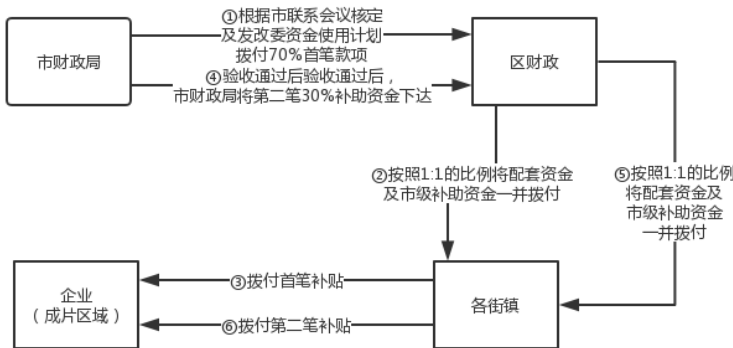 市财政局
①根据市联系会议核定
及发改委资金使用计划
拨付70%首笔款项
④验收通过后验收通过后，
市财政局将第二笔30%补助资金下达
区财政
②按照1:1的比例将配套资金
及市级补助资金一并拨付
⑤按照1:1的比例
将配套资金及
市级补助资金
一并拨付
企业
（成片区域）
③拨付首笔补贴
⑥拨付第二笔补贴
各街镇